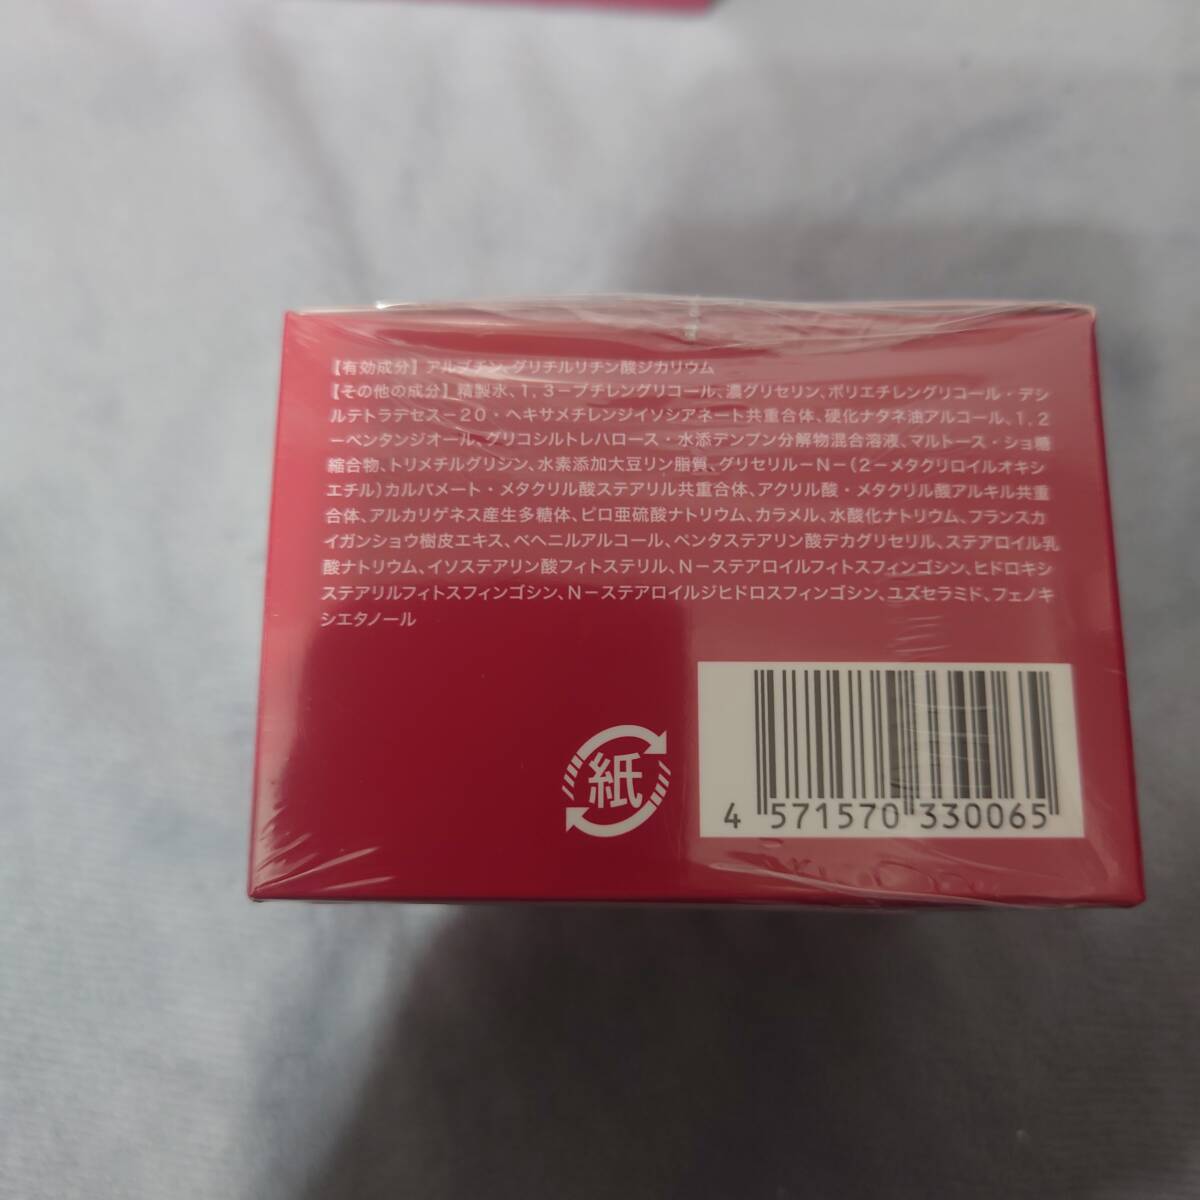 【有効成分】アルブチン、グリチルリチン酸ジカリウム
【その他の成分】精製水、1,3−ブチレングリコール、濃グリセリン、ポリエチレングリコール・デシ
ルテトラデセス−20・ヘキサメチレンジイソシアネート共重合体、硬化ナタネ油アルコール、1,2
−ペンタンジオール、グリコシルトレハロース・水添デンプン分解物混合溶液、マルトース・ショ糖
縮合物、トリメチルグリシン、水素添加大豆リン脂質、グリセリル−N−(2−メタクリロイルオキシ
エチル)カルバメート・メタクリル酸ステアリル共重合体、アクリル酸・メタクリル酸アルキル共重
合体、アルカリゲネス産生多糖体、ピロ亜硫酸ナトリウム、カラメル、水酸化ナトリウム、フランスカ
イガンショウ樹皮エキス、ベヘニルアルコール、ペンタステアリン酸デカグリセリル、ステアロイル乳
酸ナトリウム、イソステアリン酸フィトステリル、N−ステアロイルフィトスフィンゴシン、ヒドロキシ
ステアリルフィトスフィンゴシン、N−ステアロイルジヒドロスフィンゴシン、ユズセラミド、フェノキ
シエタノール
紙
4 571570 330065